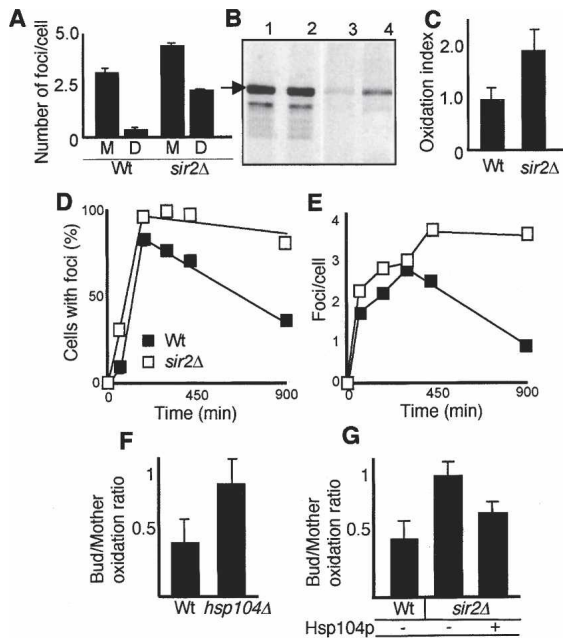 A
Number of foci/cell
5.0
2.5
0
M D M D
Wt sir2Δ
B
1 2 3 4
C
Oxidation index
2.0
1.0
0
Wt sir2Δ
D
Cells with foci (%)
100
50
0
Wt
sir2Δ
0 450 900
Time (min)
E
Foci/cell
4
3
2
1
0
0 450 900
Time (min)
F
Bud/Mother
oxidation ratio
1
0.5
Wt hsp104Δ
G
Bud/Mother
oxidation ratio
1
0.5
Wt sir2Δ
Hsp104p - - +